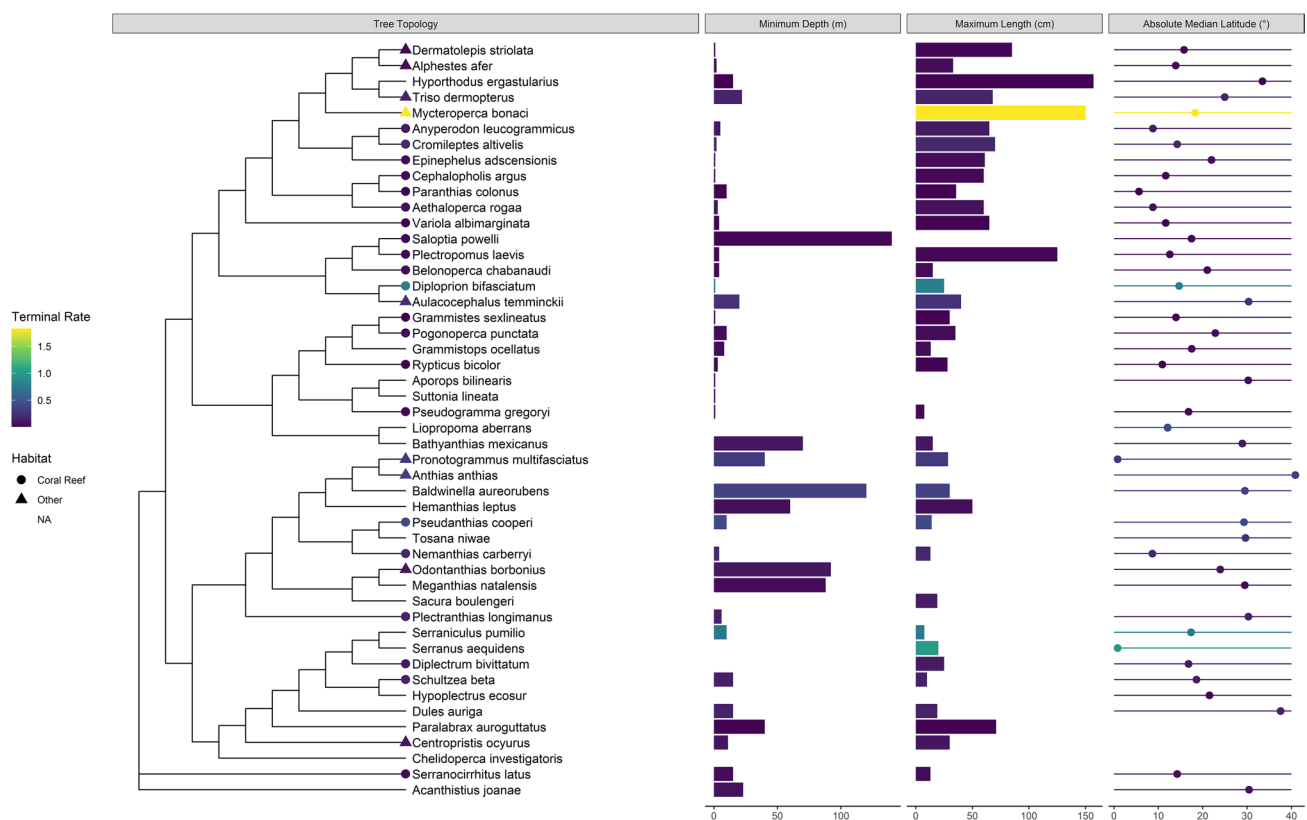 Tree Topology
Minimum Depth (m)
Maximum Length (cm)
Absolute Median Latitude (°)
Dermatolepis striolata
Alphestes afer
Hyporthodus ergastularius
Triso dermopterus
Mycteroperca bonaci
Anyperodon leucogrammicus
Cromileptes altivelis
Epinephelus adscensionis
Cephalopholis argus
Paranthias colonus
Aethaloperca rogaa
Variola albimarginata
Saloptia powelli
Plectropomus laevis
Belonoperca chabanaudi
Diploprion bifasciatum
Aulacocephalus temminckii
Grammistes sexlineatus
Pogonoperca punctata
Grammistops ocellatus
Rypticus bicolor
Aporops bilinearis
Suttonia lineata
Pseudogramma gregoryi
Liopropoma aberrans
Bathyanthias mexicanus
Pronotogrammus multifasciatus
Anthias anthias
Baldwinella aureorubens
Hemanthias leptus
Pseudanthias cooperi
Tosana niwae
Nemanthias carberryi
Odontanthias borbonius
Meganthias natalensis
Sacura boulengeri
Plectranthias longimanus
Serraniculus pumilio
Serranus aequidens
Diplectrum bivittatum
Schultzea beta
Hypoplectrus ecosur
Dules auriga
Paralabrax auroguttatus
Centropristis ocyurus
Chelidoperca investigatoris
Serranocirrhitus latus
Acanthistius joanae
Terminal Rate
1.5
1.0
0.5
Habitat
Coral Reef
Other
NA
0 50 100
0 50 100 150
0 10 20 30 40